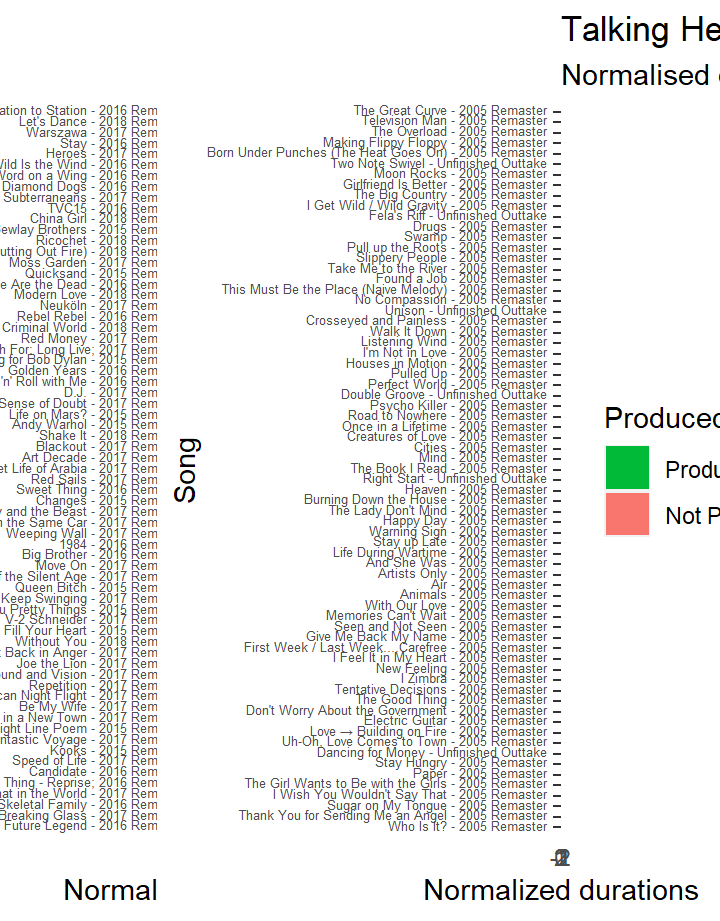 Talking He
Normalised
ation to Station - 2016 Rem
Let's Dance - 2018 Rem
Warszawa - 2017 Rem
Stay - 2016 Rem
Heroes - 2017 Rem
Wild Is the Wind - 2016 Rem
Word on a Wing - 2016 Rem
Diamond Dogs - 2016 Rem
Subterraneans - 2017 Rem
TVC15 - 2016 Rem
China Girl - 2018 Rem
ewlay Brothers - 2015 Rem
Ricochet - 2018 Rem
utting Out Fire) - 2018 Rem
Moss Garden - 2017 Rem
Quicksand - 2015 Rem
e Are the Dead - 2016 Rem
Modern Love - 2018 Rem
Neuköln - 2017 Rem
Rebel Rebel - 2016 Rem
Criminal World - 2018 Rem
Red Money - 2017 Rem
h For; Long Live; 2017 Rem
g for Bob Dylan - 2015 Rem
Golden Years - 2016 Rem
'n' Roll with Me - 2016 Rem
D.J. - 2017 Rem
Sense of Doubt - 2017 Rem
Life on Mars? - 2015 Rem
Andy Warhol - 2015 Rem
Shake It - 2018 Rem
Blackout - 2017 Rem
Art Decade - 2017 Rem
et Life of Arabia - 2017 Rem
Red Sails - 2017 Rem
Sweet Thing - 2016 Rem
Changes - 2015 Rem
y and the Beast - 2017 Rem
n the Same Car - 2017 Rem
Weeping Wall - 2017 Rem
1984 - 2016 Rem
Big Brother - 2016 Rem
Move On - 2017 Rem
f the Silent Age - 2017 Rem
Queen Bitch - 2015 Rem
Keep Swinging - 2017 Rem
u Pretty Things - 2015 Rem
V-2 Schneider - 2017 Rem
Fill Your Heart - 2015 Rem
Without You - 2018 Rem
Back in Anger - 2017 Rem
Joe the Lion - 2017 Rem
ound and Vision - 2017 Rem
Repetition - 2017 Rem
can Night Flight - 2017 Rem
Be My Wife - 2017 Rem
in a New Town - 2017 Rem
ight Line Poem - 2015 Rem
ntastic Voyage - 2017 Rem
Kooks - 2015 Rem
Speed of Life - 2017 Rem
Candidate - 2016 Rem
Thing - Reprise; 2016 Rem
hat in the World - 2017 Rem
Skeletal Family - 2016 Rem
Breaking Glass - 2017 Rem
Future Legend - 2016 Rem
Normal
Song
The Great Curve - 2005 Remaster
Television Man - 2005 Remaster
The Overload - 2005 Remaster
Making Flippy Floppy - 2005 Remaster
Born Under Punches (The Heat Goes On) - 2005 Remaster
Two Note Swivel - Unfinished Outtake
Moon Rocks - 2005 Remaster
Girlfriend Is Better - 2005 Remaster
The Big Country - 2005 Remaster
I Get Wild / Wild Gravity - 2005 Remaster
Fela's Riff - Unfinished Outtake
Drugs - 2005 Remaster
Swamp - 2005 Remaster
Pull up the Roots - 2005 Remaster
Slippery People - 2005 Remaster
Take Me to the River - 2005 Remaster
Found a Job - 2005 Remaster
This Must Be the Place (Naive Melody) - 2005 Remaster
No Compassion - 2005 Remaster
Unison - Unfinished Outtake
Crosseyed and Painless - 2005 Remaster
Walk It Down - 2005 Remaster
Listening Wind - 2005 Remaster
I'm Not in Love - 2005 Remaster
Houses in Motion - 2005 Remaster
Pulled Up - 2005 Remaster
Perfect World - 2005 Remaster
Double Groove - Unfinished Outtake
Psycho Killer - 2005 Remaster
Road to Nowhere - 2005 Remaster
Once in a Lifetime - 2005 Remaster
Creatures of Love - 2005 Remaster
Cities - 2005 Remaster
Mind - 2005 Remaster
The Book I Read - 2005 Remaster
Right Start - Unfinished Outtake
Heaven - 2005 Remaster
Burning Down the House - 2005 Remaster
The Lady Don't Mind - 2005 Remaster
Happy Day - 2005 Remaster
Warning Sign - 2005 Remaster
Stay up Late - 2005 Remaster
Life During Wartime - 2005 Remaster
And She Was - 2005 Remaster
Artists Only - 2005 Remaster
Air - 2005 Remaster
Animals - 2005 Remaster
With Our Love - 2005 Remaster
Memories Can't Wait - 2005 Remaster
Seen and Not Seen - 2005 Remaster
Give Me Back My Name - 2005 Remaster
First Week / Last Week... Carefree - 2005 Remaster
I Feel It in My Heart - 2005 Remaster
New Feeling - 2005 Remaster
I Zimbra - 2005 Remaster
Tentative Decisions - 2005 Remaster
The Good Thing - 2005 Remaster
Don't Worry About the Government - 2005 Remaster
Electric Guitar - 2005 Remaster
Love → Building on Fire - 2005 Remaster
Uh-Oh, Love Comes to Town - 2005 Remaster
Dancing for Money - Unfinished Outtake
Stay Hungry - 2005 Remaster
Paper - 2005 Remaster
The Girl Wants to Be with the Girls - 2005 Remaster
I Wish You Wouldn't Say That - 2005 Remaster
Sugar on My Tongue - 2005 Remaster
Thank You for Sending Me an Angel - 2005 Remaster
Who Is It? - 2005 Remaster
Normalized durations
Produced
Produ
Not P